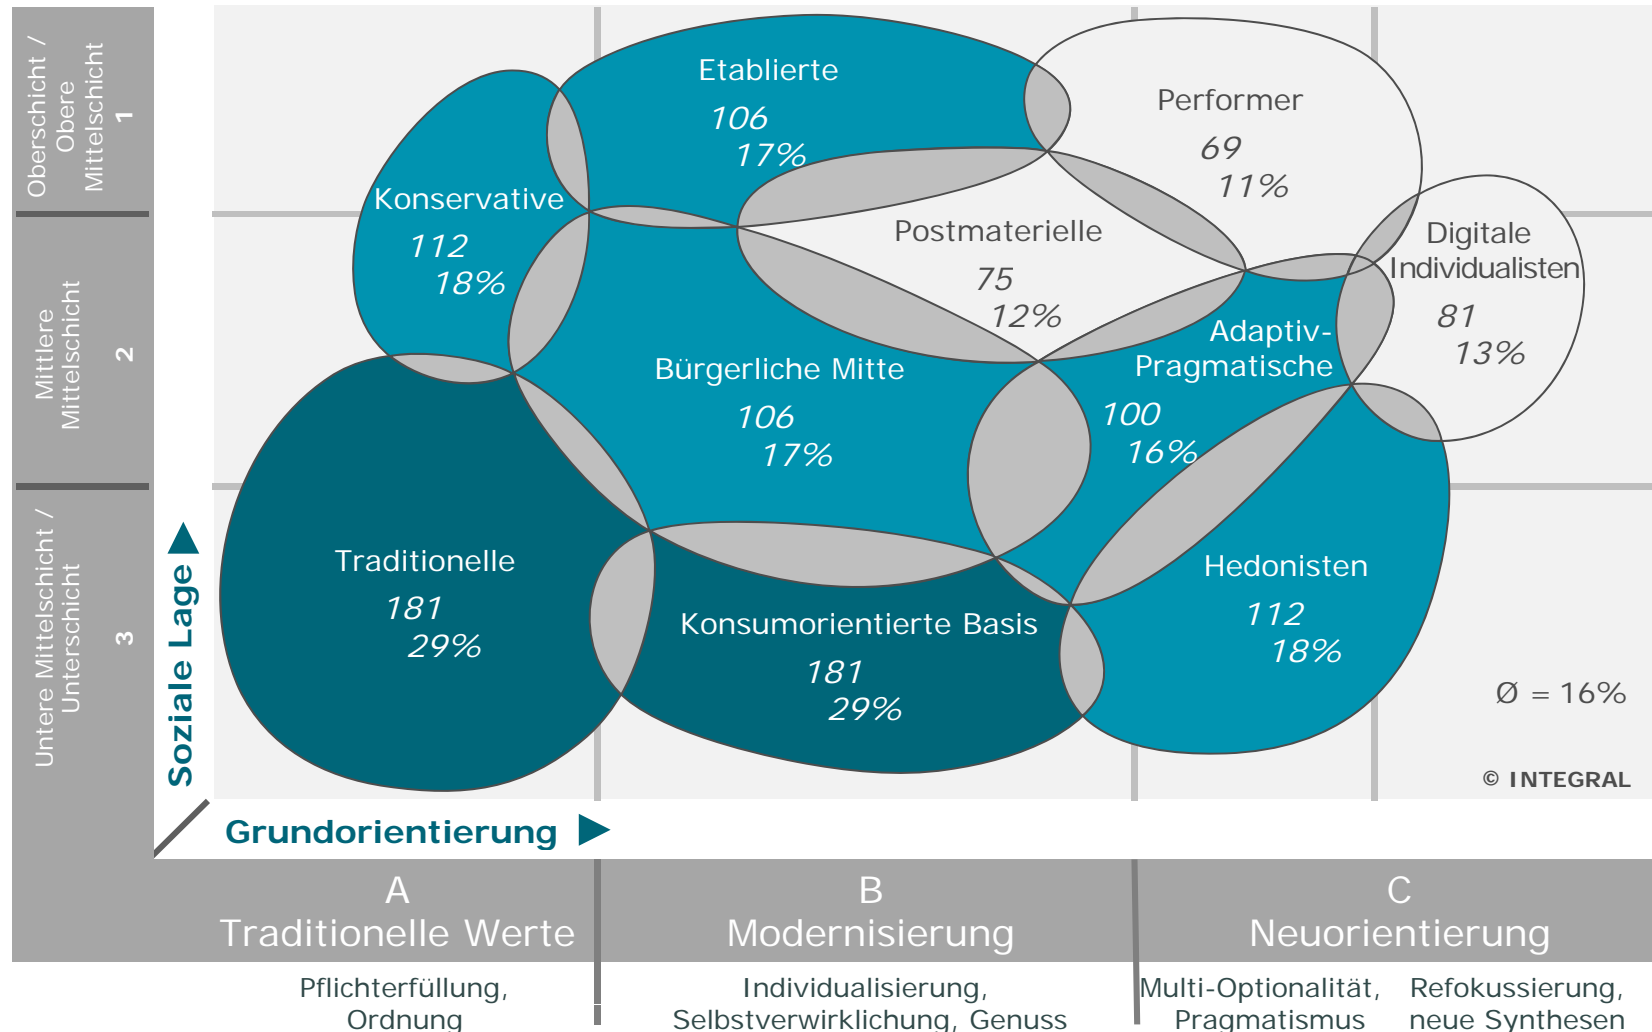 Oberschicht /
Obere
Mittelschicht
1
Mittlere
Mittelschicht
2
Untere Mittelschicht /
Unterschicht
3
Soziale Lage
Etablierte
106
17%
Performer
69
11%
Konservative
112
18%
Postmaterielle
75
12%
Digitale
Individualisten
81
13%
Adaptiv-
Pragmatische
100
16%
Bürgerliche Mitte
106
17%
Traditionelle
181
29%
Konsumorientierte Basis
181
29%
Hedonisten
112
18%
Ø = 16%
© INTEGRAL
Grundorientierung
A
Traditionelle Werte
B
Modernisierung
C
Neuorientierung
Pflichterfüllung,
Ordnung
Individualisierung,
Selbstverwirklichung, Genuss
Multi-Optionalität,
Pragmatismus
Refokussierung,
neue Synthesen